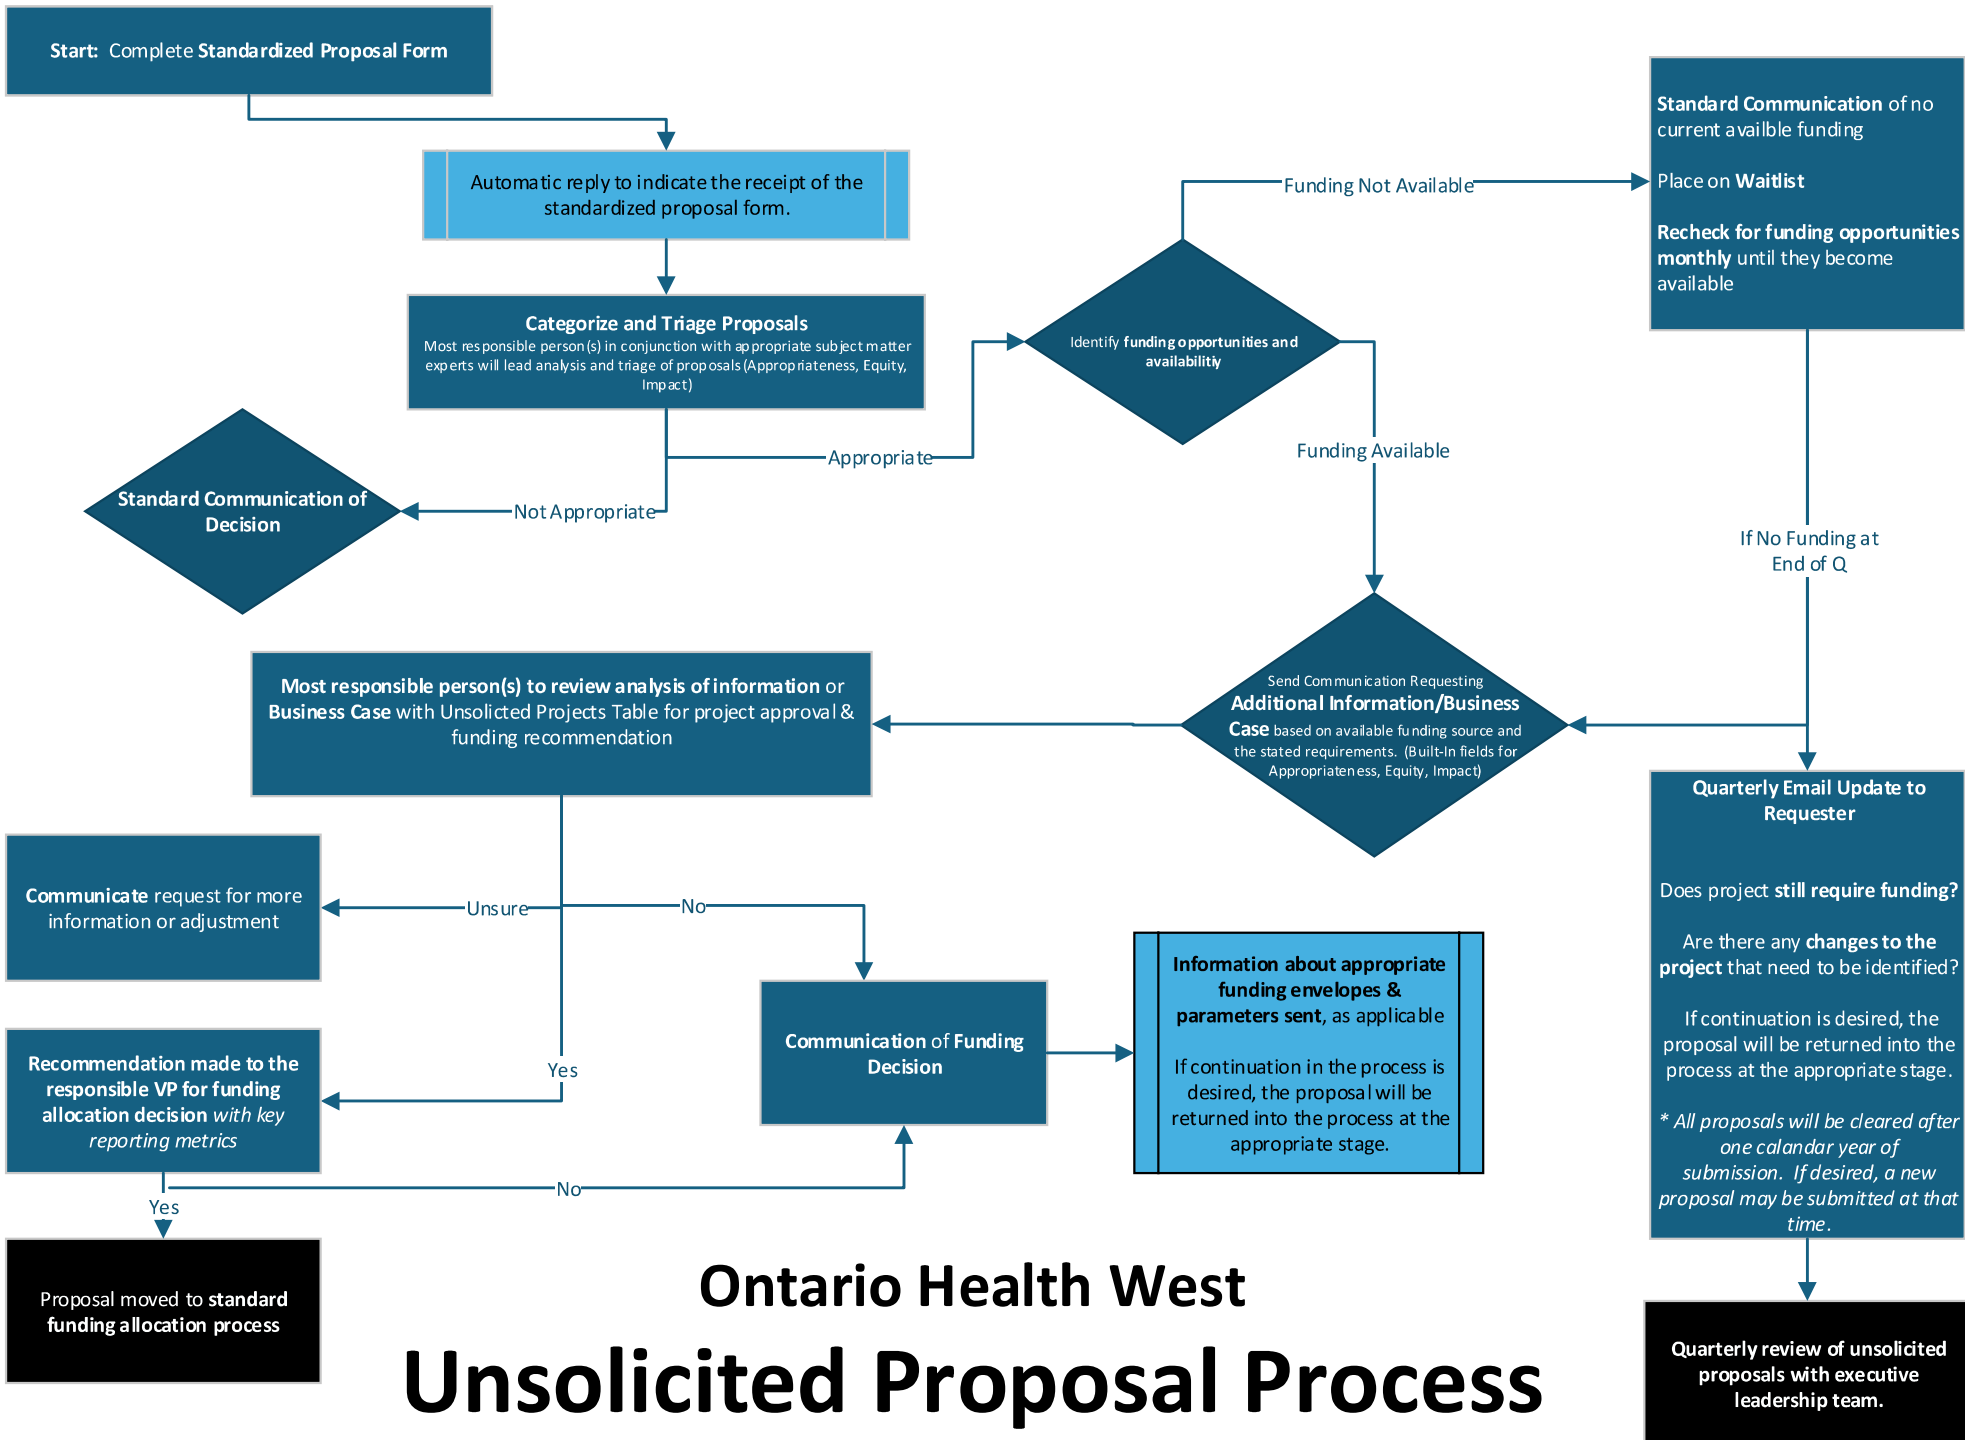 Start: Complete Standardized Proposal Form
Automatic reply to indicate the receipt of the
standardized proposal form.
Categorize and Triage Proposals
Most responsible person(s) in conjunction with appropriate subject matter
experts will lead analysis and triage of proposals (Appropriateness, Equity,
Impact)
Appropriate
Not Appropriate
Standard Communication of
Decision
Identify funding opportunities and
availabilitiy
Funding Not Available
Funding Available
Standard Communication of no
current availble funding
Place on Waitlist
Recheck for funding opportunities
monthly until they become
available
If No Funding at
End of Q
Send Communication Requesting
Additional Information/Business
Case based on available funding source and
the stated requirements. (Built-In fields for
Appropriateness, Equity, Impact)
Most responsible person(s) to review analysis of information or
Business Case with Unsolicted Projects Table for project approval &
funding recommendation
Unsure
No
Yes
Communicate request for more
information or adjustment
Recommendation made to the
responsible VP for funding
allocation decision with key
reporting metrics
Yes
No
Proposal moved to standard
funding allocation process
Communication of Funding
Decision
Information about appropriate
funding envelopes &
parameters sent, as applicable
If continuation in the process is
desired, the proposal will be
returned into the process at the
appropriate stage.
Quarterly Email Update to
Requester
Does project still require funding?
Are there any changes to the
project that need to be identified?
If continuation is desired, the
proposal will be returned into the
process at the appropriate stage.
* All proposals will be cleared after
one calandar year of
submission. If desired, a new
proposal may be submitted at that
time.
Quarterly review of unsolicited
proposals with executive
leadership team.
Ontario Health West
Unsolicited Proposal Process